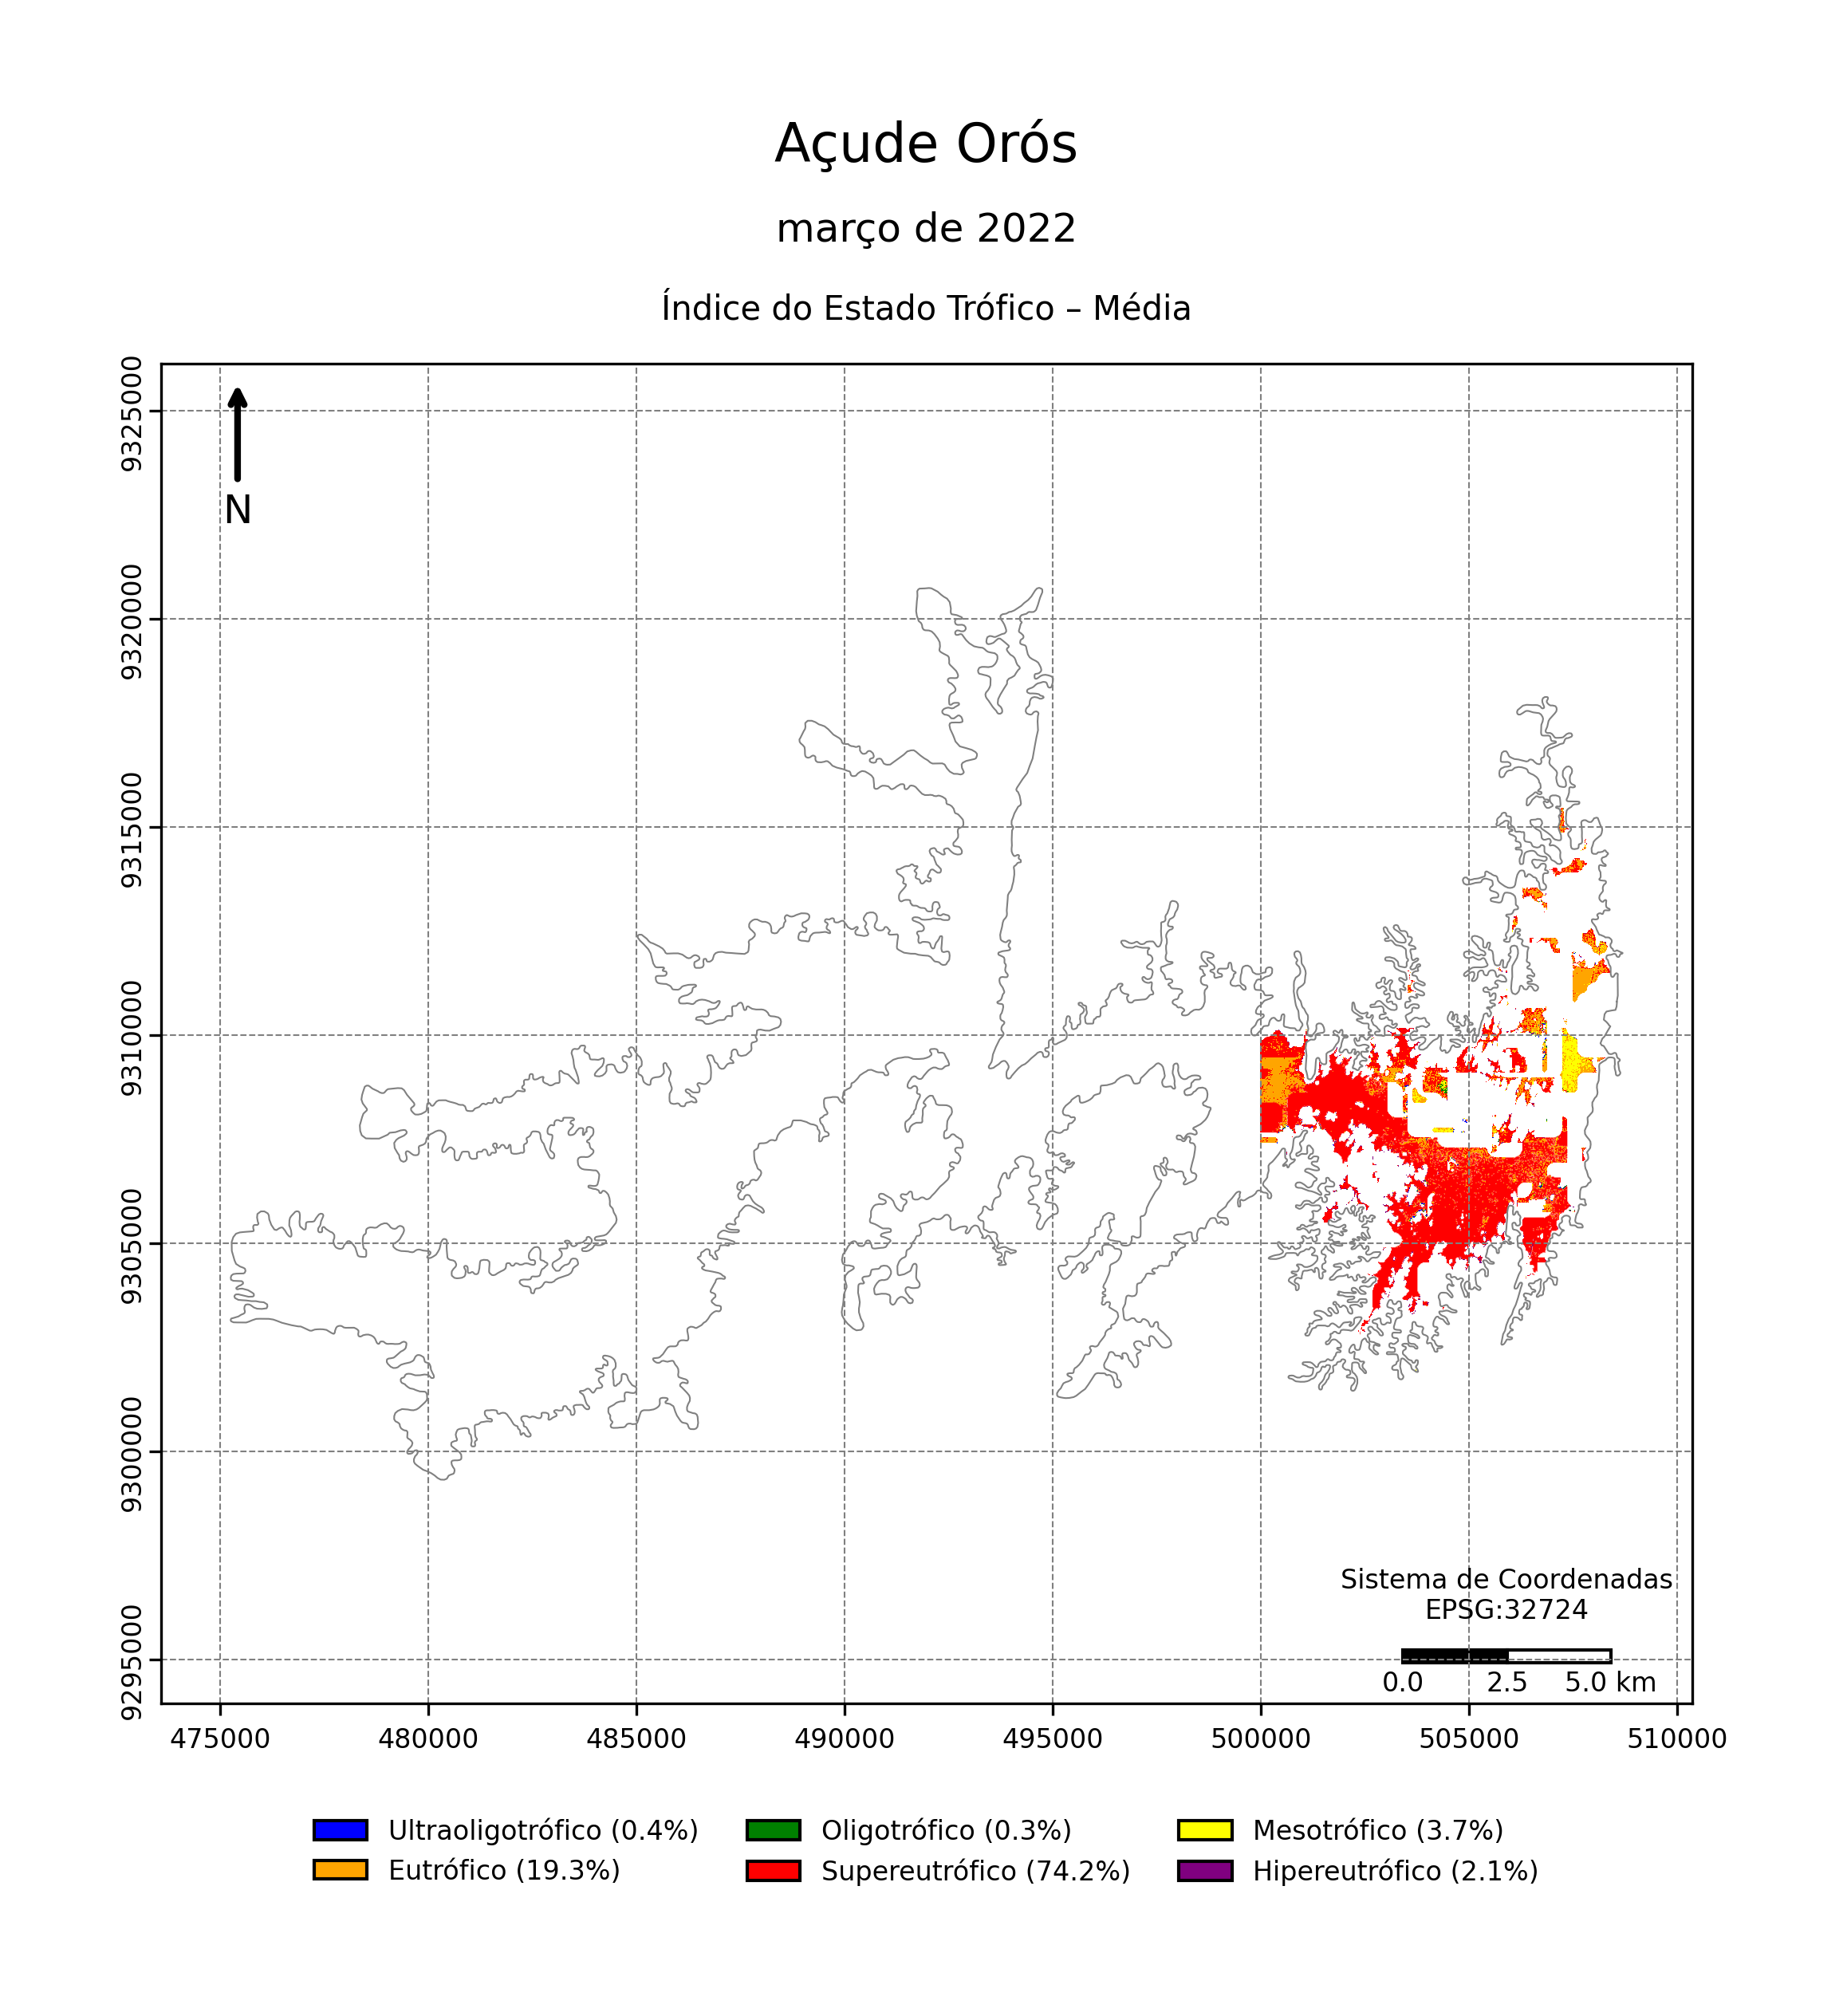 Açude Orós
março de 2022
Índice do Estado Trófico – Média
N
9325000
9320000
9315000
9310000
9305000
9300000
9295000
Sistema de Coordenadas
EPSG:32724
0.0 2.5 5.0 km
475000 480000 485000 490000 495000 500000 505000 510000
Ultraoligotrófico (0.4%) Oligotrófico (0.3%) Mesotrófico (3.7%)
Eutrófico (19.3%) Supereutrófico (74.2%) Hipereutrófico (2.1%)